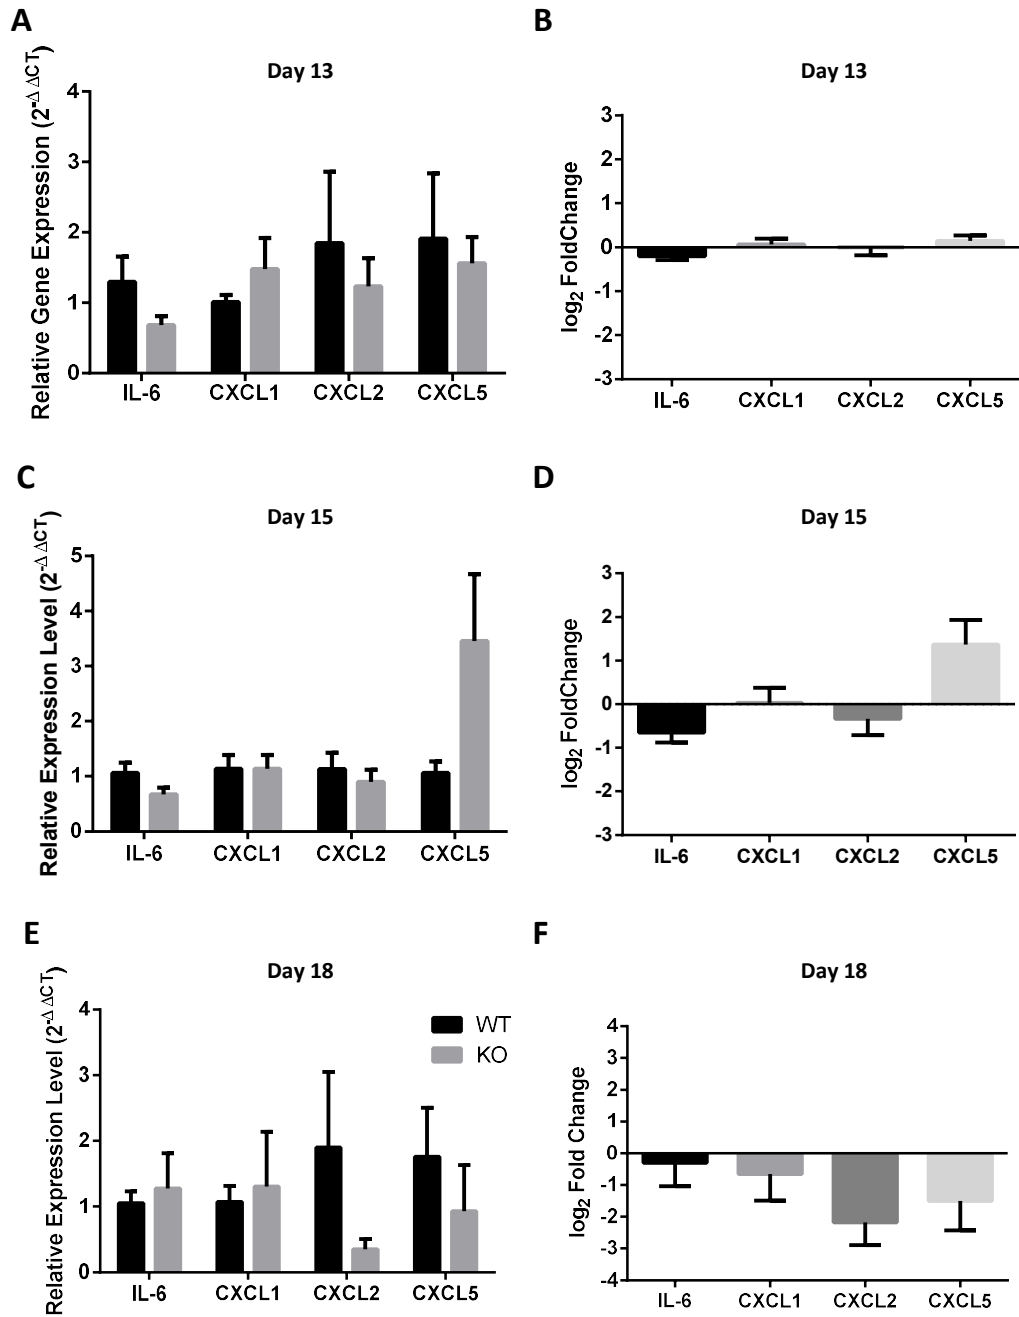 A
B
Day 13
Day 13
Relative Gene Expression (2-Δ ΔCT)
4
3
2
1
0
IL-6 CXCL1 CXCL2 CXCL5
log2 FoldChange
3
2
1
0
-1
-2
-3
IL-6 CXCL1 CXCL2 CXCL5
C
D
Day 15
Day 15
Relative Expression Level (2-Δ ΔCT)
5
4
3
2
1
0
IL-6 CXCL1 CXCL2 CXCL5
log2 FoldChange
3
2
1
0
-1
-2
-3
IL-6 CXCL1 CXCL2 CXCL5
E
F
Day 18
Day 18
Relative Expression Level (2-Δ ΔCT)
4
3
2
1
0
WT
KO
IL-6 CXCL1 CXCL2 CXCL5
log2 Fold Change
4
3
2
1
0
-1
-2
-3
-4
IL-6 CXCL1 CXCL2 CXCL5